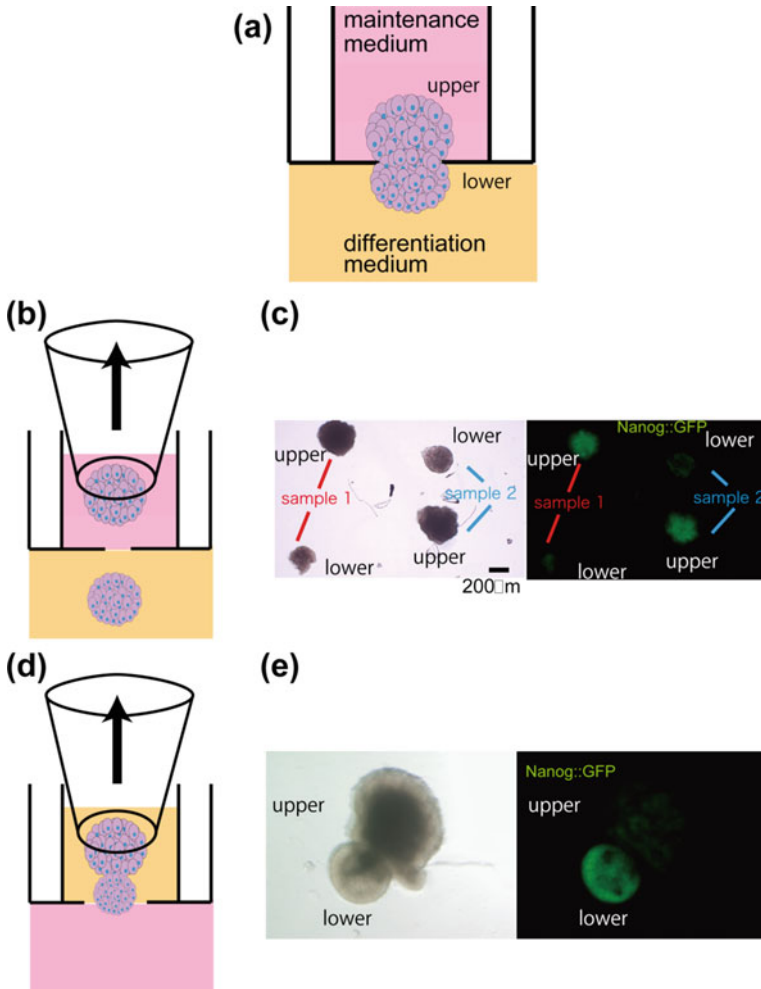 (a)
maintenance
medium
upper
lower
differentiation
medium
(b)
(c)
upper
lower
sample 1
sample 2
lower
upper
200□m
Nanog::GFP
upper
lower
sample 1
sample 2
lower
upper
(d)
(e)
upper
lower
Nanog::GFP
upper
lower